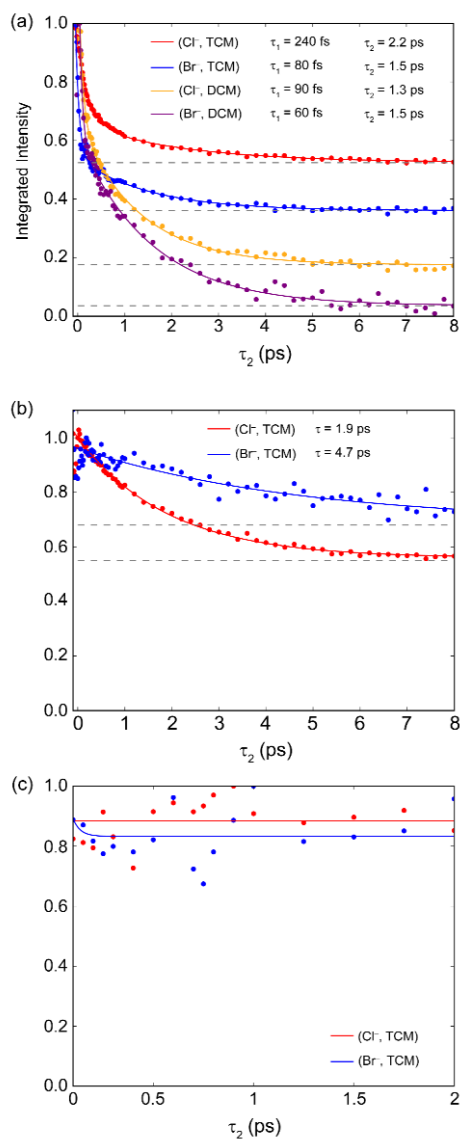 (a)
1.0
0.8
0.6
0.4
0.2
0.0
Integrated Intensity
(Cl⁻, TCM) τ₁ = 240 fs τ₂ = 2.2 ps
(Br⁻, TCM) τ₁ = 80 fs τ₂ = 1.5 ps
(Cl⁻, DCM) τ₁ = 90 fs τ₂ = 1.3 ps
(Br⁻, DCM) τ₁ = 60 fs τ₂ = 1.5 ps
0 1 2 3 4 5 6 7 8
τ₂ (ps)
(b)
1.0
0.8
0.6
0.4
0.2
0.0
(Cl⁻, TCM) τ = 1.9 ps
(Br⁻, TCM) τ = 4.7 ps
0 1 2 3 4 5 6 7 8
τ₂ (ps)
(c)
1.0
0.8
0.6
0.4
0.2
0
(Cl⁻, TCM)
(Br⁻, TCM)
0 0.5 1 1.5 2
τ₂ (ps)